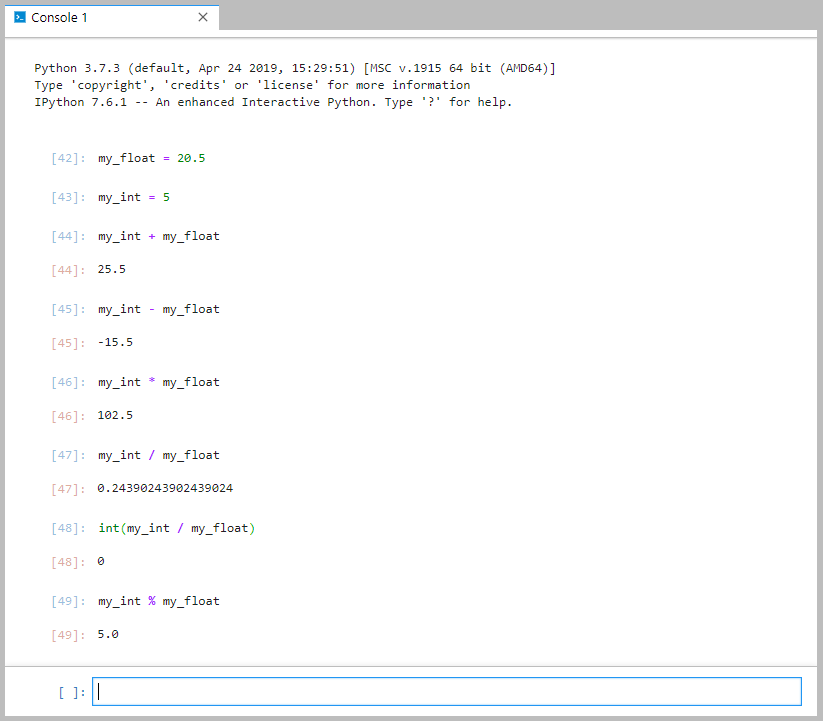 Console 1
Python 3.7.3 (default, Apr 24 2019, 15:29:51) [MSC v.1915 64 bit (AMD64)]
Type 'copyright', 'credits' or 'license' for more information
IPython 7.6.1 -- An enhanced Interactive Python. Type '?' for help.
[42]: my_float = 20.5
[43]: my_int = 5
[44]: my_int + my_float
[44]: 25.5
[45]: my_int - my_float
[45]: -15.5
[46]: my_int * my_float
[46]: 102.5
[47]: my_int / my_float
[47]: 0.24390243902439024
[48]: int(my_int / my_float)
[48]: 0
[49]: my_int % my_float
[49]: 5.0
[ ]: